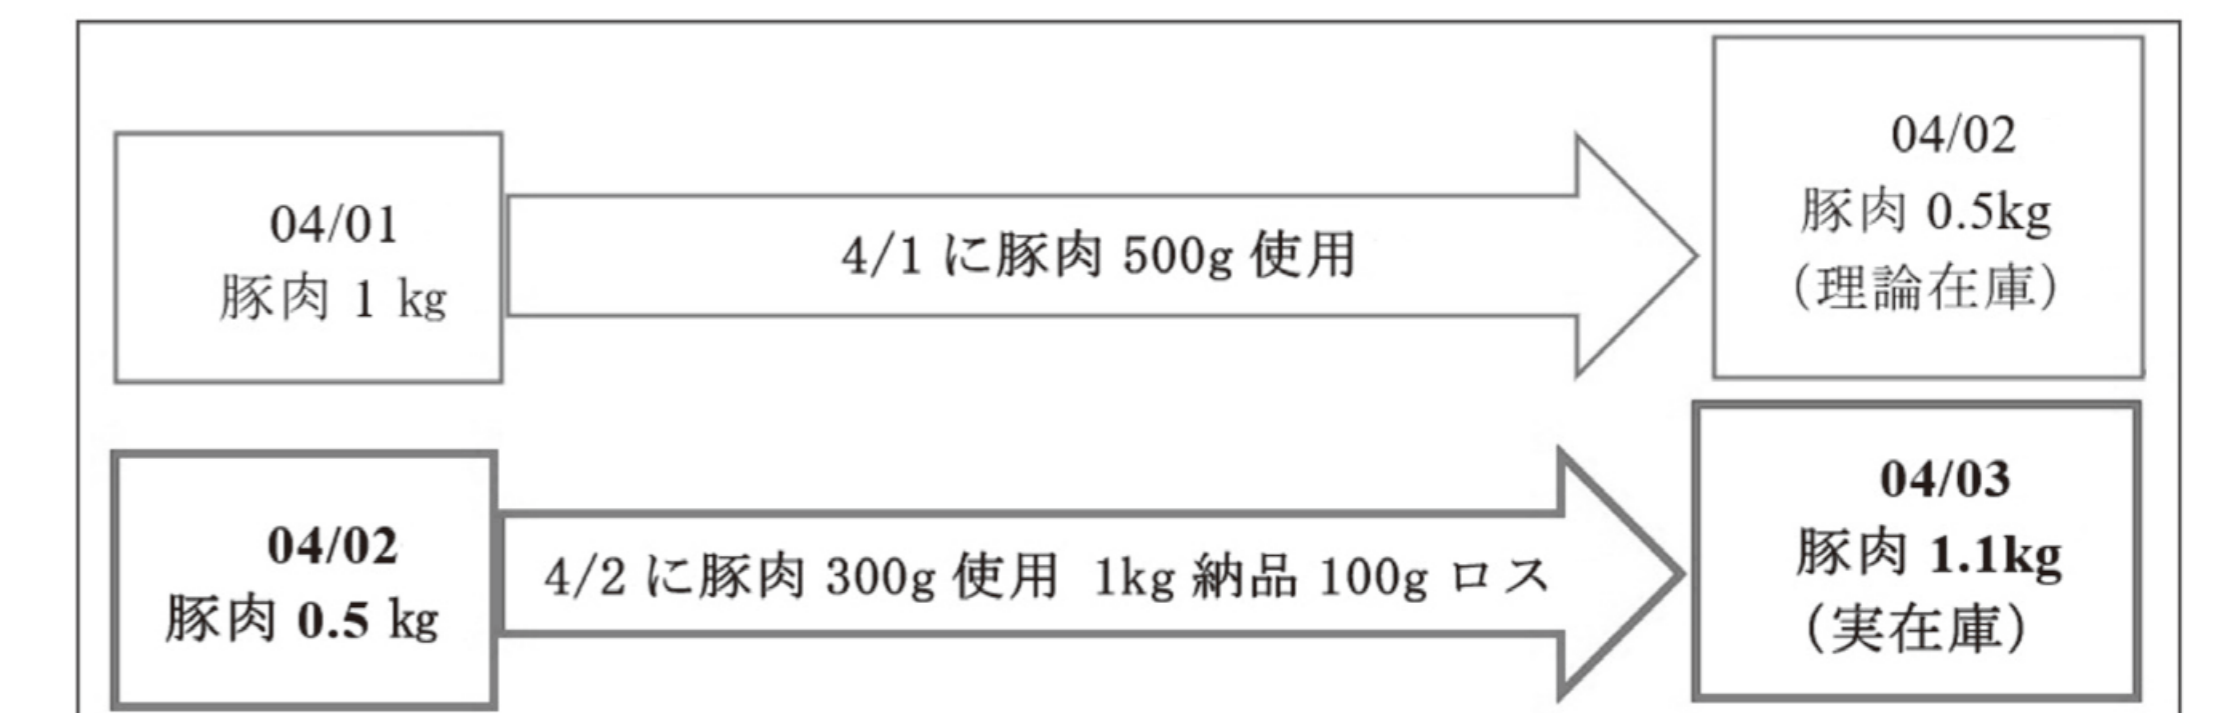 04/01
豚肉 1 kg
4/1 に豚肉 500g 使用
04/02
豚肉 0.5kg
（理論在庫）
04/02
豚肉 0.5 kg
4/2 に豚肉 300g 使用 1kg 納品 100g ロス
04/03
豚肉 1.1kg
（実在庫）